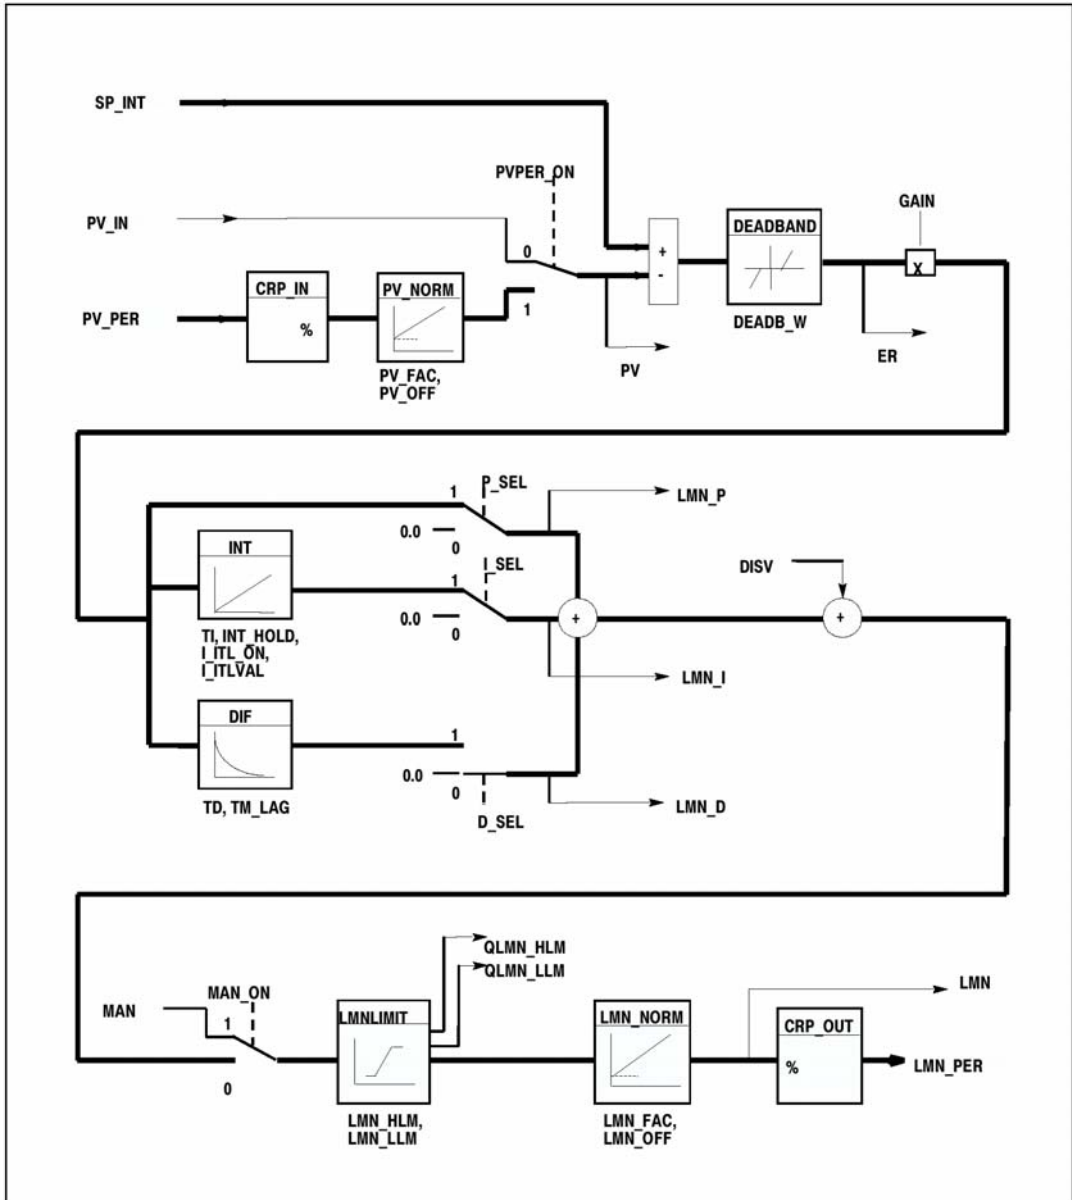 SP_INT
PVPER_ON
PV_IN
GAIN
DEADBAND
0
+
-
X
CRP_IN
%
PV_NORM
PV_PER
1
DEADB_W
PV
ER
PV_FAC,
PV_OFF
P_SEL
1
LMN_P
0.0
0
INT
I_SEL
1
DISV
0.0
0
+
+
TI, INT_HOLD,
I_ITL_ON,
I_ITLVAL
LMN_I
DIF
1
0.0
0
TD, TM_LAG
D_SEL
LMN_D
QLMN_HLM
QLMN_LLM
MAN_ON
MAN
1
LMNLIMIT
LMN_NORM
LMN
CRP_OUT
%
LMN_PER
0
LMN_HLM,
LMN_LLM
LMN_FAC,
LMN_OFF